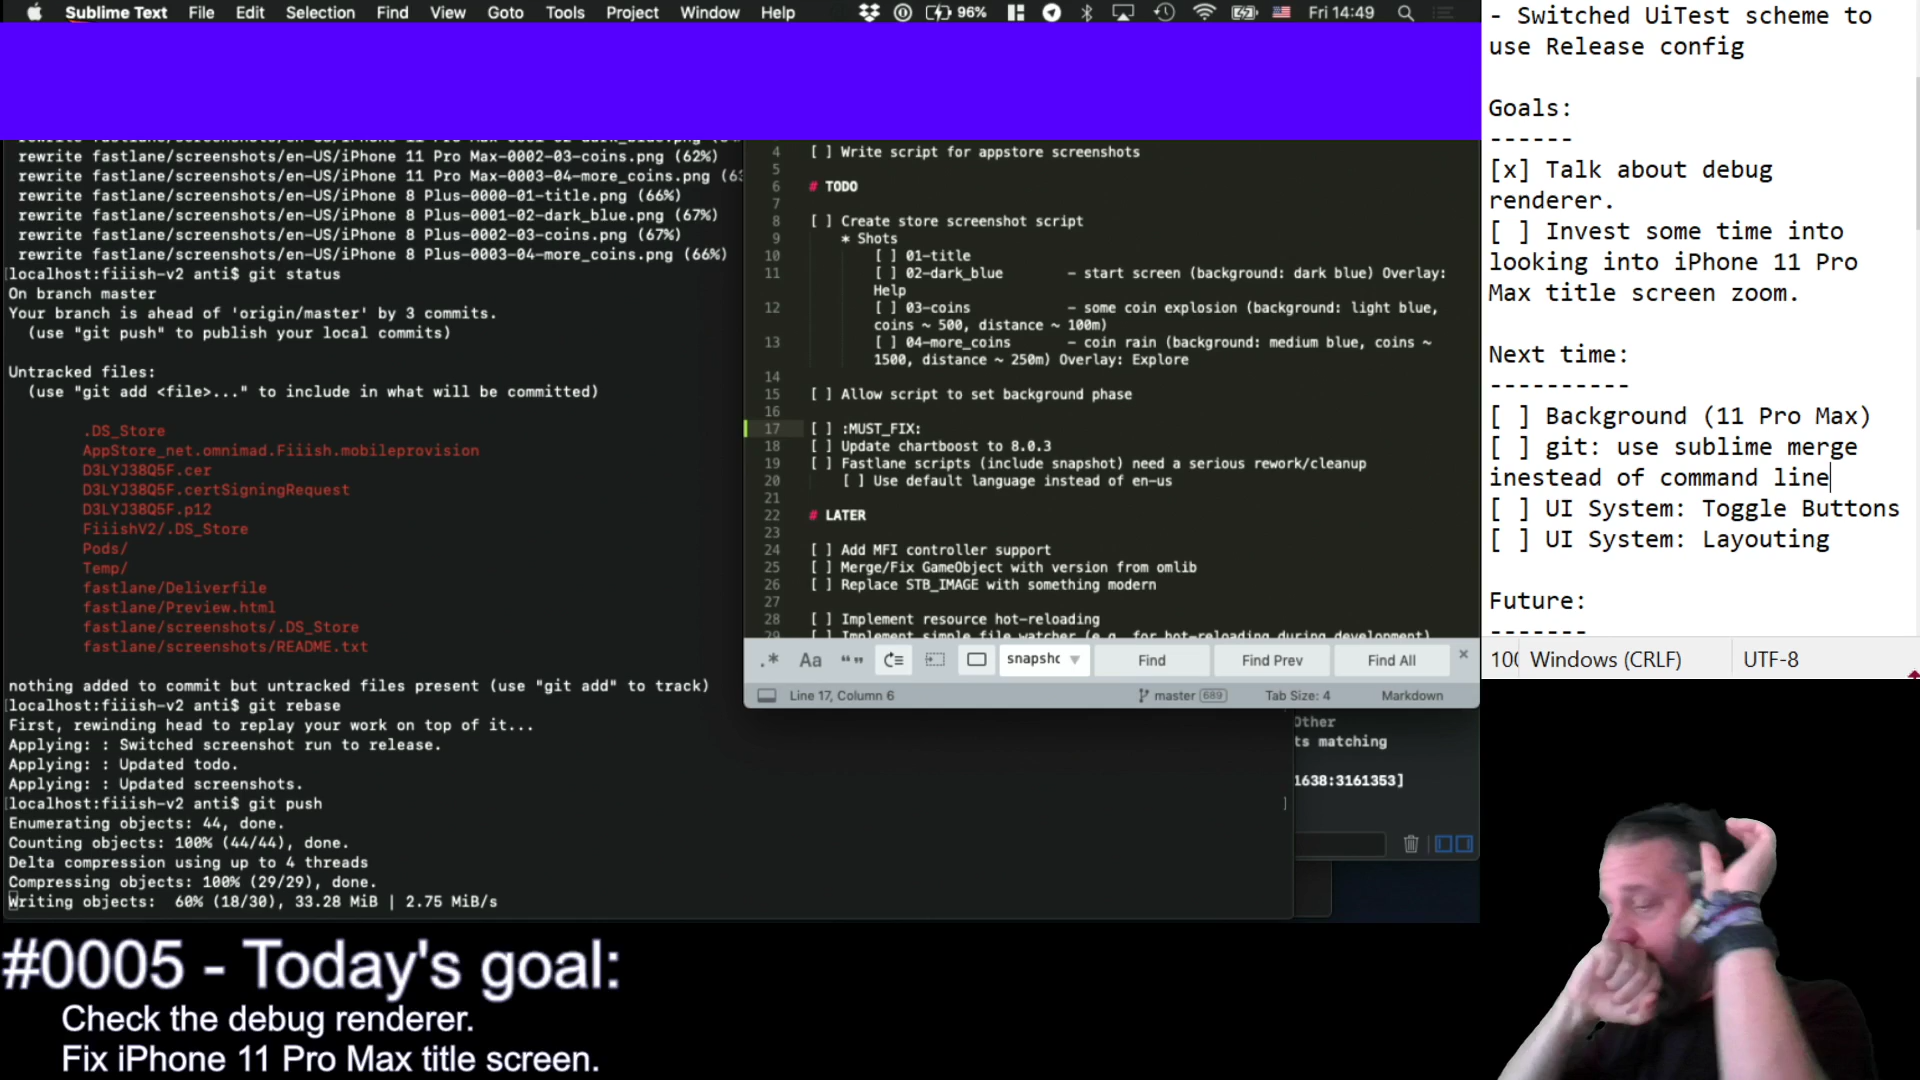 Sublime Text File Edit Selection Find View Goto Tools Project Window Help 96% Fri 14:49
rewrite fastlane/screenshots/en-US/iPhone 11 Pro Max-0002-03-coins.png (62%)
rewrite fastlane/screenshots/en-US/iPhone 11 Pro Max-0003-04-more_coins.png (63
rewrite fastlane/screenshots/en-US/iPhone 8 Plus-0000-01-title.png (66%)
rewrite fastlane/screenshots/en-US/iPhone 8 Plus-0001-02-dark_blue.png (67%)
rewrite fastlane/screenshots/en-US/iPhone 8 Plus-0002-03-coins.png (67%)
rewrite fastlane/screenshots/en-US/iPhone 8 Plus-0003-04-more_coins.png (66%)
[localhost:fiiish-v2 anti$ git status
On branch master
Your branch is ahead of 'origin/master' by 3 commits.
(use "git push" to publish your local commits)
Untracked files:
(use "git add <file>..." to include in what will be committed)
.DS_Store
AppStore_net.omnimad.Fiiish.mobileprovision
D3LYJ38Q5F.cer
D3LYJ38Q5F.certSigningRequest
D3LYJ38Q5F.p12
FiiishV2/.DS_Store
Pods/
Temp/
fastlane/Deliverfile
fastlane/Preview.html
fastlane/screenshots/.DS_Store
fastlane/screenshots/README.txt
nothing added to commit but untracked files present (use "git add" to track)
[localhost:fiiish-v2 anti$ git rebase
First, rewinding head to replay your work on top of it...
Applying: : Switched screenshot run to release.
Applying: : Updated todo.
Applying: : Updated screenshots.
[localhost:fiiish-v2 anti$ git push ]
Enumerating objects: 44, done.
Counting objects: 100% (44/44), done.
Delta compression using up to 4 threads
Compressing objects: 100% (29/29), done.
Writing objects: 60% (18/30), 33.28 MiB | 2.75 MiB/s
4 [ ] Write script for appstore screenshots
5
6 # TODO
7
8 [ ] Create store screenshot script
9 * Shots
10 [ ] 01-title
11 [ ] 02-dark_blue - start screen (background: dark blue) Overlay:
Help
12 [ ] 03-coins - some coin explosion (background: light blue,
coins ~ 500, distance ~ 100m)
13 [ ] 04-more_coins - coin rain (background: medium blue, coins ~
1500, distance ~ 250m) Overlay: Explore
14
15 [ ] Allow script to set background phase
16
17 [ ] :MUST_FIX:
18 [ ] Update chartboost to 8.0.3
19 [ ] Fastlane scripts (include snapshot) need a serious rework/cleanup
20 [ ] Use default language instead of en-us
21
22 # LATER
23
24 [ ] Add MFI controller support
25 [ ] Merge/Fix GameObject with version from omlib
26 [ ] Replace STB_IMAGE with something modern
27
28 [ ] Implement resource hot-reloading
29 [ ] Implement simple file watcher (e.g. for hot-reloading during development)
.* Aa “” snapshc Find Find Prev Find All
Line 17, Column 6 master 689 Tab Size: 4 Markdown
Other
ts matching
1638:3161353]
- Switched UiTest scheme to
use Release config
Goals:
------
[x] Talk about debug
renderer.
[ ] Invest some time into
looking into iPhone 11 Pro
Max title screen zoom.
Next time:
----------
[ ] Background (11 Pro Max)
[ ] git: use sublime merge
inestead of command line
[ ] UI System: Toggle Buttons
[ ] UI System: Layouting
Future:
-------
100 Windows (CRLF) UTF-8
#0005 - Today's goal:
Check the debug renderer.
Fix iPhone 11 Pro Max title screen.